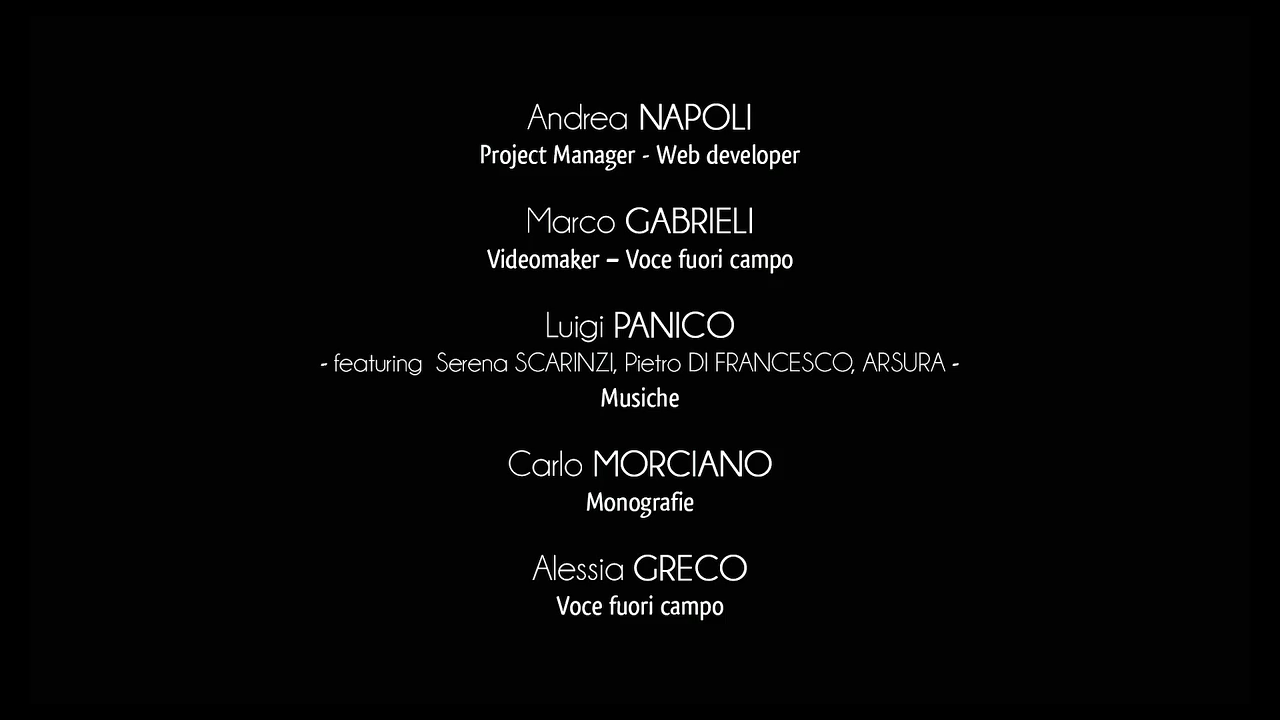 Andrea NAPOLI
Project Manager - Web developer
Marco GABRIELI
Videomaker – Voce fuori campo
Luigi PANICO
- featuring Serena SCARINZI, Pietro DI FRANCESCO, ARSURA -
Musiche
Carlo MORCIANO
Monografie
Alessia GRECO
Voce fuori campo